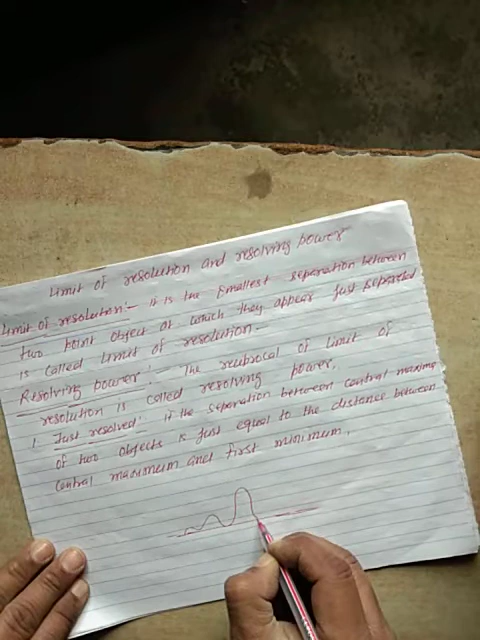 Limit of resolution and resolving power
Limit of resolution:- it is the smallest separation between
two point object at which they appear just seperated
is called limit of resolution-
Resolving power:- The reciprocal of limit of
resolution is called resolving power.
1. Just resolved:- if the separation between central maxima
of two objects is just equal to the distance between
central maximum and first minimum.